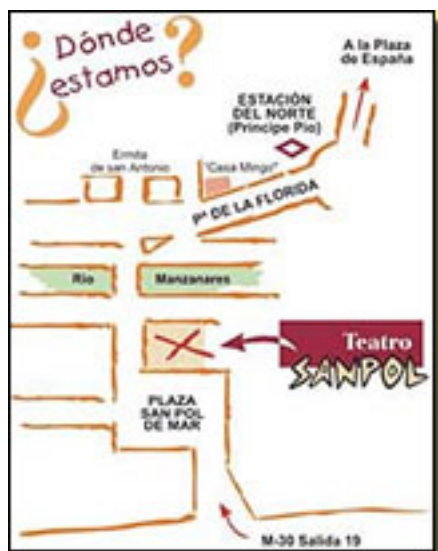 ¿Dónde
estamos?
A la Plaza
de España
ESTACIÓN
DEL NORTE
(Principe Pio)
Ermita
de san Antonio
"Casa Mingo"
Pº DE LA FLORIDA
Río
Manzanares
Teatro
SANPOL
PLAZA
SAN POL
DE MAR
M-30 Salida 19